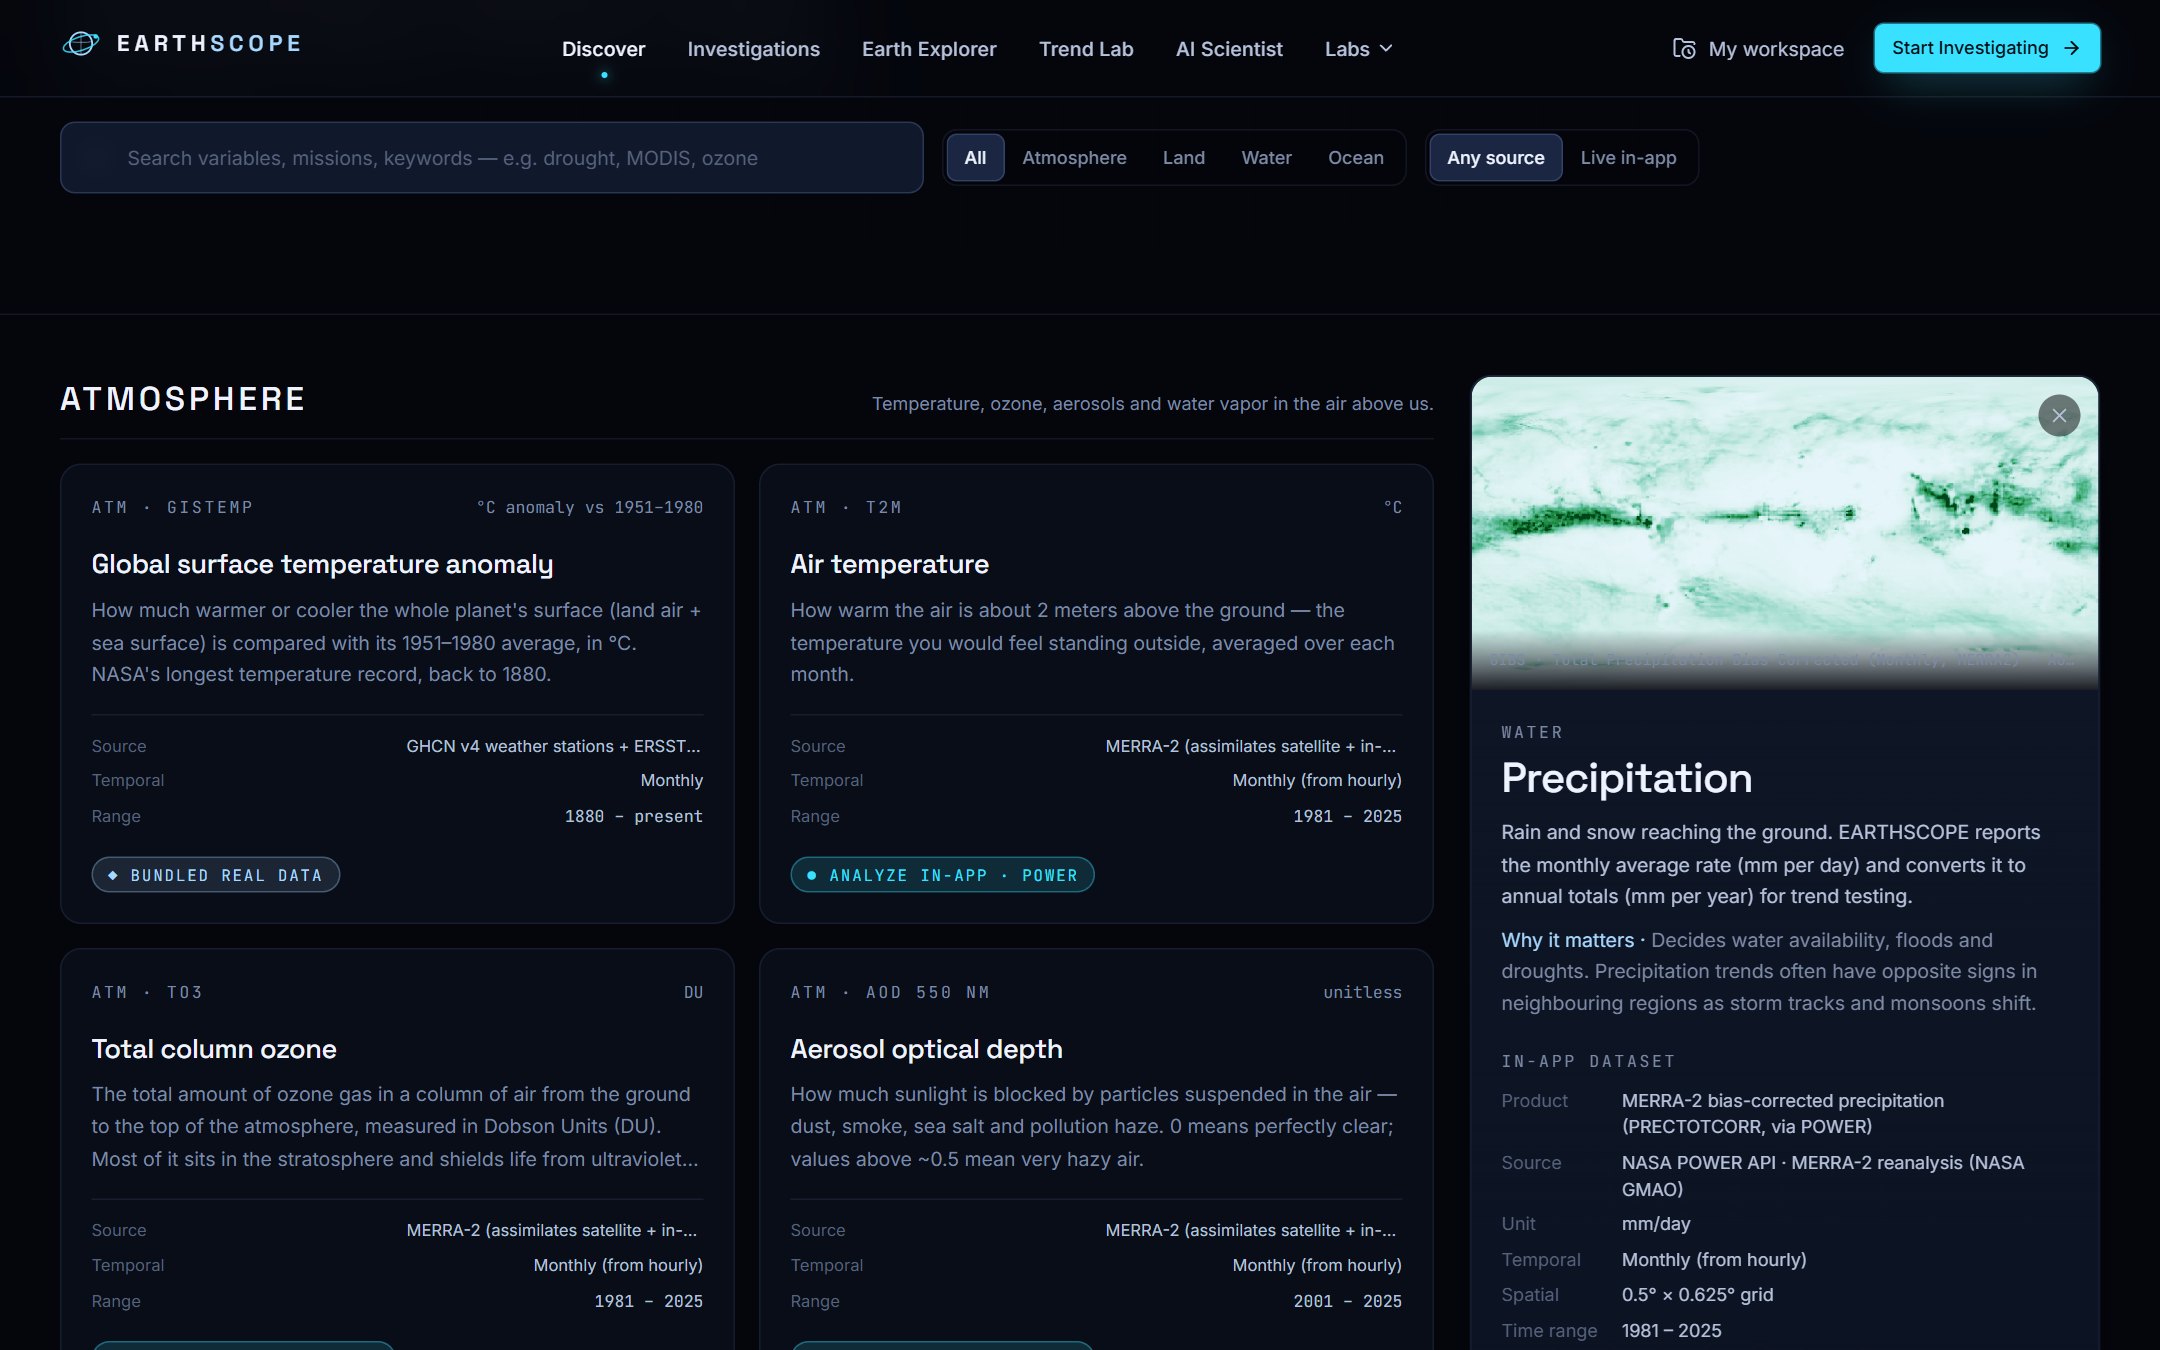 EARTHSCOPE
Discover
Investigations
Earth Explorer
Trend Lab
AI Scientist
Labs
My workspace
Start Investigating
Search variables, missions, keywords — e.g. drought, MODIS, ozone
All
Atmosphere
Land
Water
Ocean
Any source
Live in-app
ATMOSPHERE
Temperature, ozone, aerosols and water vapor in the air above us.
ATM · GISTEMP
°C anomaly vs 1951–1980
Global surface temperature anomaly
How much warmer or cooler the whole planet's surface (land air +
sea surface) is compared with its 1951–1980 average, in °C.
NASA's longest temperature record, back to 1880.
Source
GHCN v4 weather stations + ERSST...
Temporal
Monthly
Range
1880 – present
BUNDLED REAL DATA
ATM · T2M
°C
Air temperature
How warm the air is about 2 meters above the ground — the
temperature you would feel standing outside, averaged over each
month.
Source
MERRA-2 (assimilates satellite + in-...
Temporal
Monthly (from hourly)
Range
1981 – 2025
ANALYZE IN-APP · POWER
ATM · TO3
DU
Total column ozone
The total amount of ozone gas in a column of air from the ground
to the top of the atmosphere, measured in Dobson Units (DU).
Most of it sits in the stratosphere and shields life from ultraviolet...
Source
MERRA-2 (assimilates satellite + in-...
Temporal
Monthly (from hourly)
Range
1981 – 2025
ATM · AOD 550 NM
unitless
Aerosol optical depth
How much sunlight is blocked by particles suspended in the air —
dust, smoke, sea salt and pollution haze. 0 means perfectly clear;
values above ~0.5 mean very hazy air.
Source
MERRA-2 (assimilates satellite + in-...
Temporal
Monthly (from hourly)
Range
2001 – 2025
GIBS · Total Precipitation Bias Corrected (Monthly, MERRA2) ·
WATER
Precipitation
Rain and snow reaching the ground. EARTHSCOPE reports
the monthly average rate (mm per day) and converts it to
annual totals (mm per year) for trend testing.
Why it matters · Decides water availability, floods and
droughts. Precipitation trends often have opposite signs in
neighbouring regions as storm tracks and monsoons shift.
IN-APP DATASET
Product
MERRA-2 bias-corrected precipitation
(PRECTOTCORR, via POWER)
Source
NASA POWER API · MERRA-2 reanalysis (NASA
GMAO)
Unit
mm/day
Temporal
Monthly (from hourly)
Spatial
0.5° × 0.625° grid
Time range
1981 – 2025